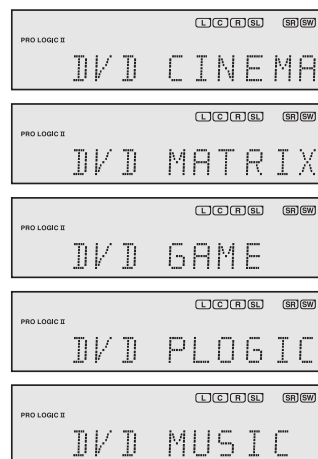 L C R SL SR SW
PRO LOGIC II
DVD CINEMA
L C R SL SR SW
PRO LOGIC II
DVD MATRIX
L C R SL SR SW
PRO LOGIC II
DVD GAME
L C R SL SR SW
PRO LOGIC II
DVD PLOGIC
L C R SL SR SW
PRO LOGIC II
DVD MUSIC